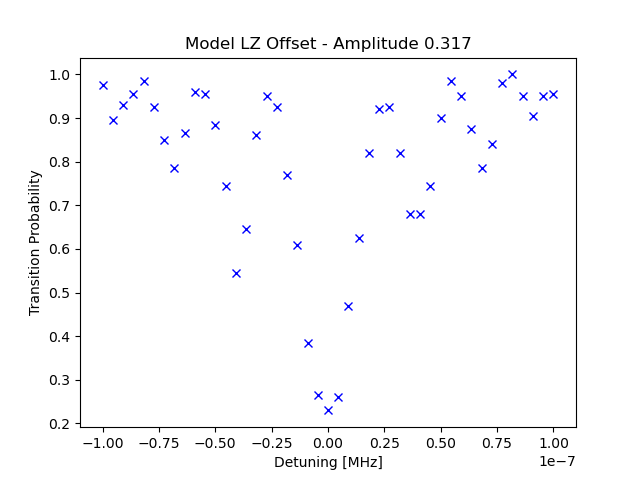 Model LZ Offset - Amplitude 0.317
Transition Probability
1.0
0.9
0.8
0.7
0.6
0.5
0.4
0.3
0.2
−1.00 −0.75 −0.50 −0.25 0.00 0.25 0.50 0.75 1.00
1e−7
Detuning [MHz]